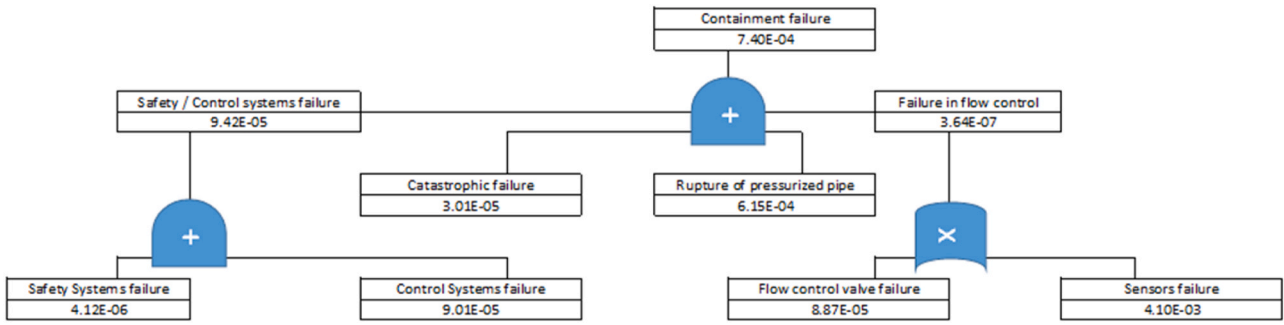 Containment failure
7.40E-04
Safety / Control systems failure
9.42E-05
+
Failure in flow control
3.64E-07
Catastrophic failure
3.01E-05
Rupture of pressurized pipe
6.15E-04
+
X
Safety Systems failure
4.12E-06
Control Systems failure
9.01E-05
Flow control valve failure
8.87E-05
Sensors failure
4.10E-03